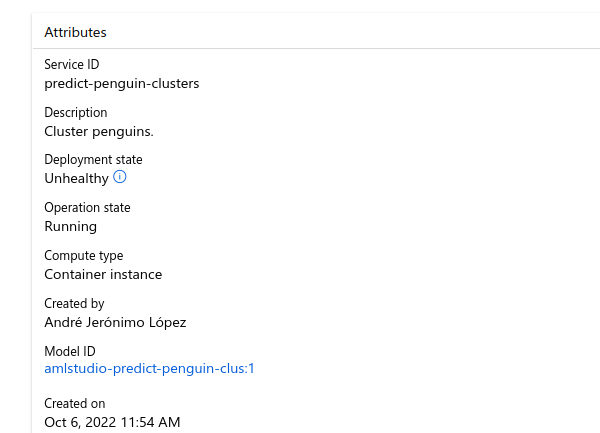 Attributes
Service ID
predict-penguin-clusters
Description
Cluster penguins.
Deployment state
Unhealthy
Operation state
Running
Compute type
Container instance
Created by
André Jerónimo López
Model ID
amlstudio-predict-penguin-clus:1
Created on
Oct 6, 2022 11:54 AM